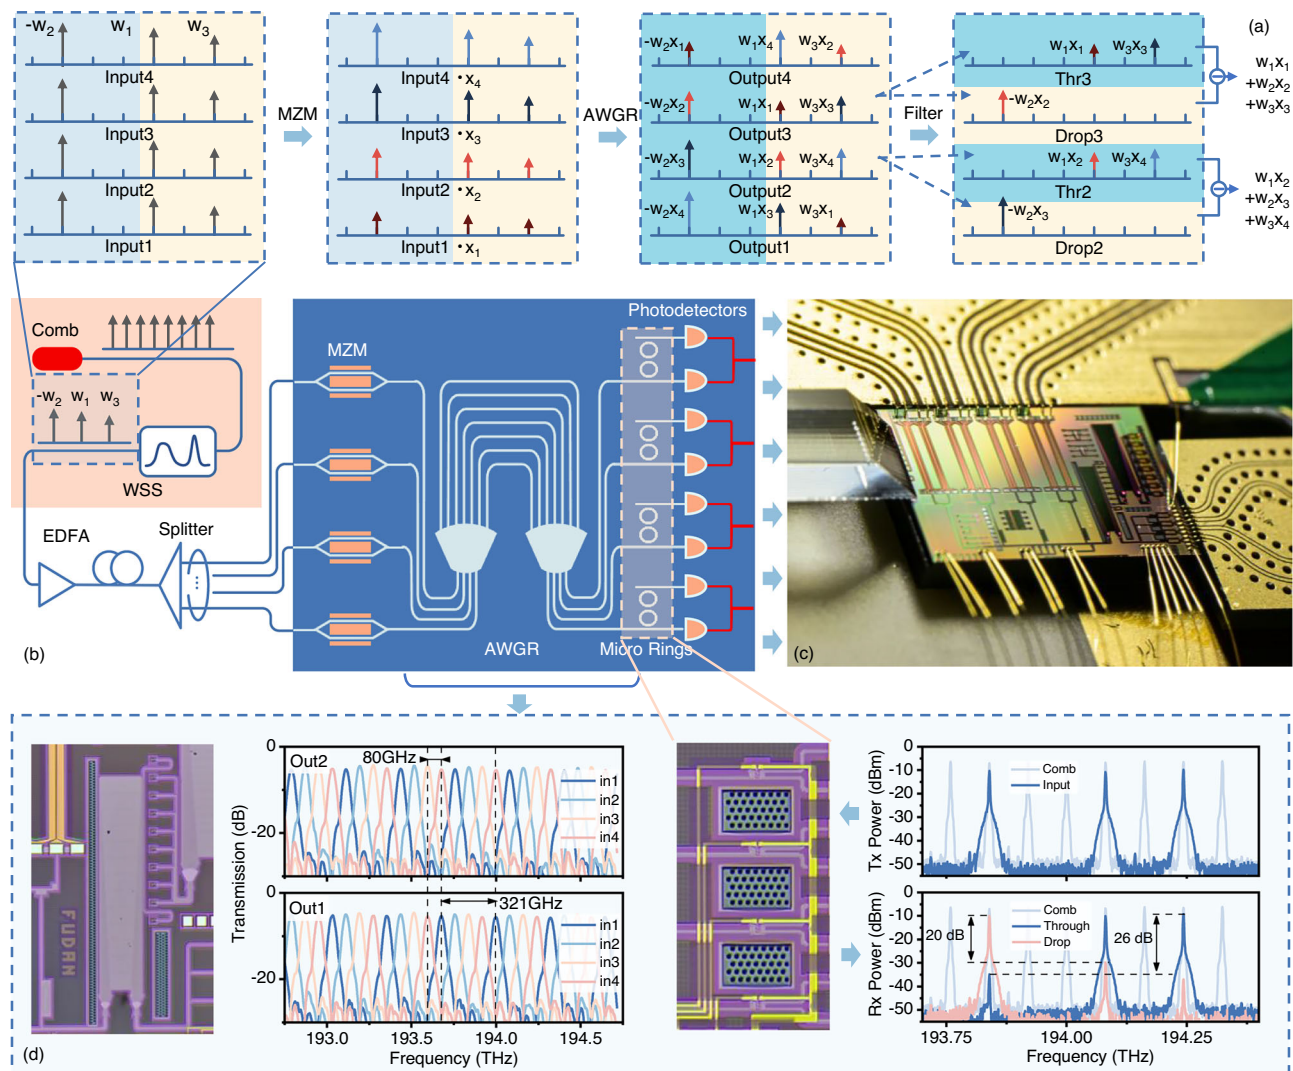 (a)
-w₂ w₁ w₃
Input4
Input3
Input2
Input1
MZM
Input4 · x₄
Input3 · x₃
Input2 · x₂
Input1 · x₁
AWGR
-w₂x₁ w₁x₄ w₃x₂
Output4
-w₂x₂ w₁x₁ w₃x₃
Output3
-w₂x₃ w₁x₂ w₃x₄
Output2
-w₂x₄ w₁x₃ w₃x₁
Output1
Filter
w₁x₁ w₃x₃
Thr3
-w₂x₂
Drop3
w₁x₂ w₃x₄
Thr2
-w₂x₃
Drop2
w₁x₁
+w₂x₂
+w₃x₃
w₁x₂
+w₂x₃
+w₃x₄
Comb
-w₂ w₁ w₃
WSS
EDFA
Splitter
(b)
MZM
Photodetectors
AWGR
Micro Rings
(c)
FUDAN
(d)
Transmission (dB)
0
-20
Out2
80GHz
in1
in2
in3
in4
0
-20
Out1
321GHz
in1
in2
in3
in4
193.0 193.5 194.0 194.5
Frequency (THz)
Tx Power (dBm)
0
-10
-20
-30
-40
-50
Comb
Input
Rx Power (dBm)
0
-10
-20
-30
-40
-50
Comb
Through
Drop
20 dB
26 dB
193.75 194.00 194.25
Frequency (THz)